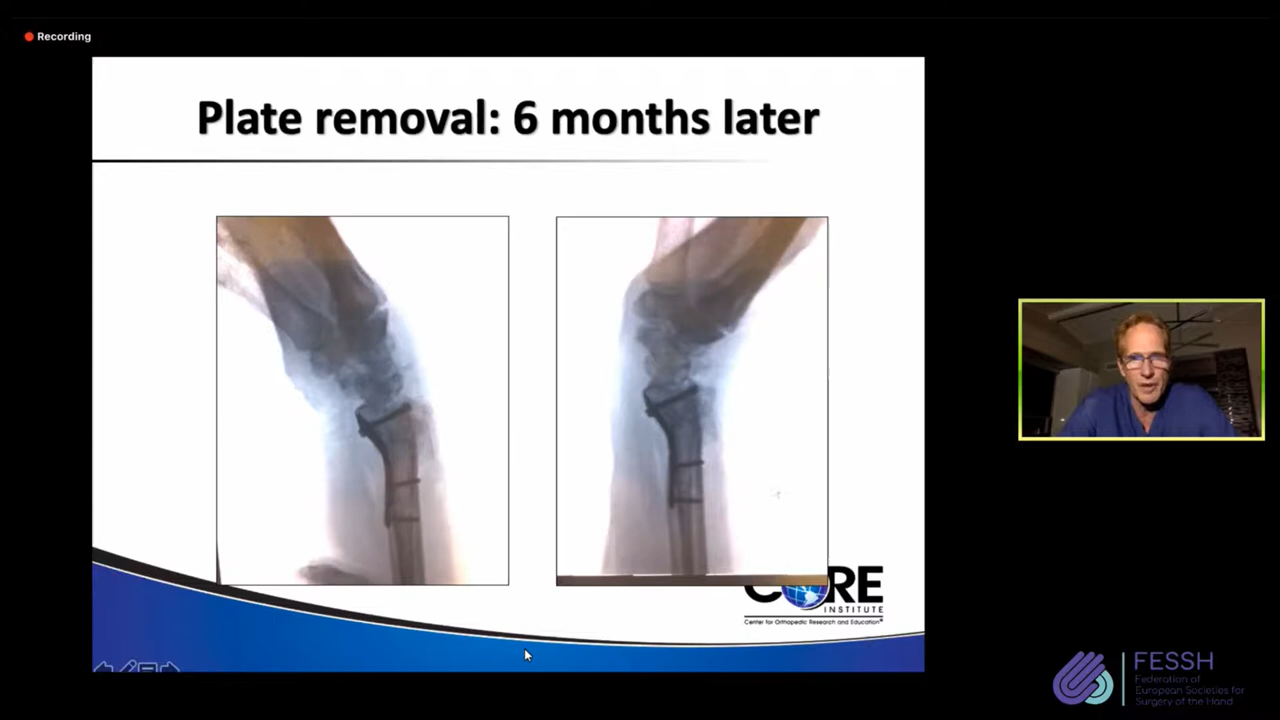 Recording
Plate removal: 6 months later
CORE
INSTITUTE
Center for Orthopedic Research and Education®
FESSH
Federation of
European Societies for
Surgery of the Hand